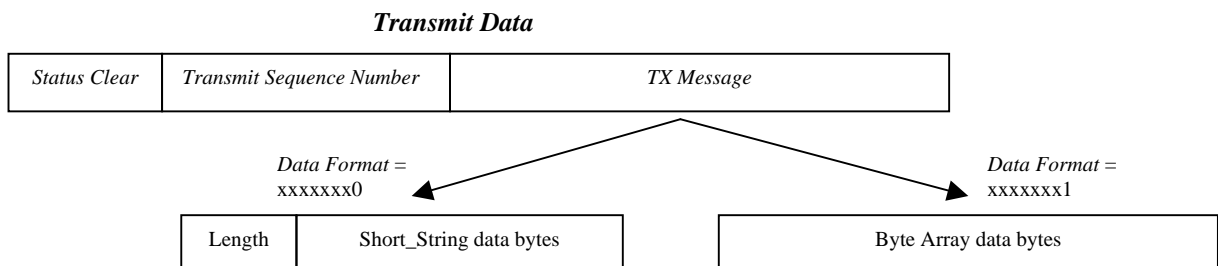 Transmit Data
Status Clear Transmit Sequence Number TX Message
Data Format = Data Format =
xxxxxxx0 xxxxxxx1
Length Short_String data bytes Byte Array data bytes